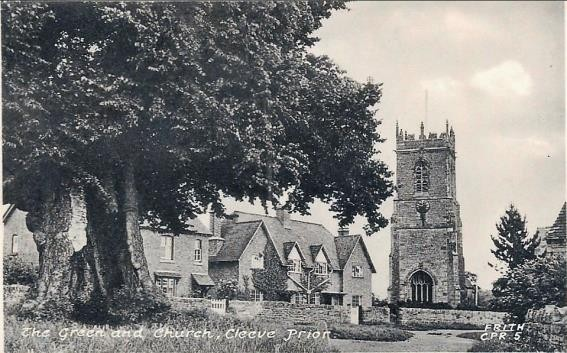 The Green and Church, Cleeve Prior
FRITH
CPR 5